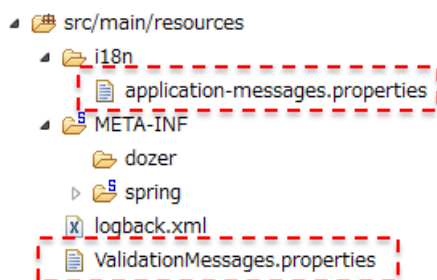 src/main/resources
i18n
application-messages.properties
META-INF
dozer
spring
logback.xml
ValidationMessages.properties